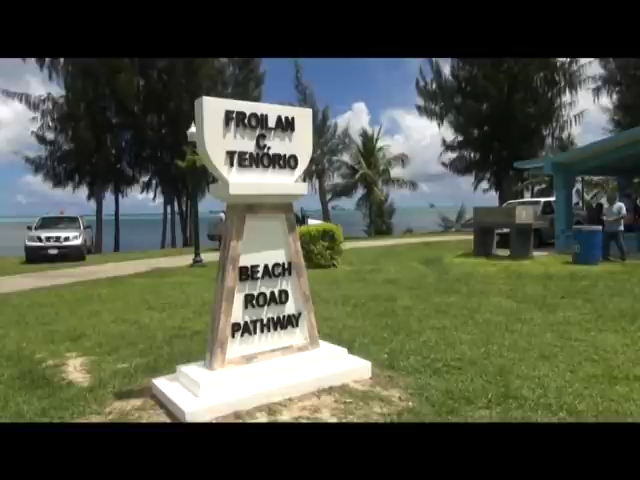 FROILAN
C.
TENORIO
BEACH
ROAD
PATHWAY